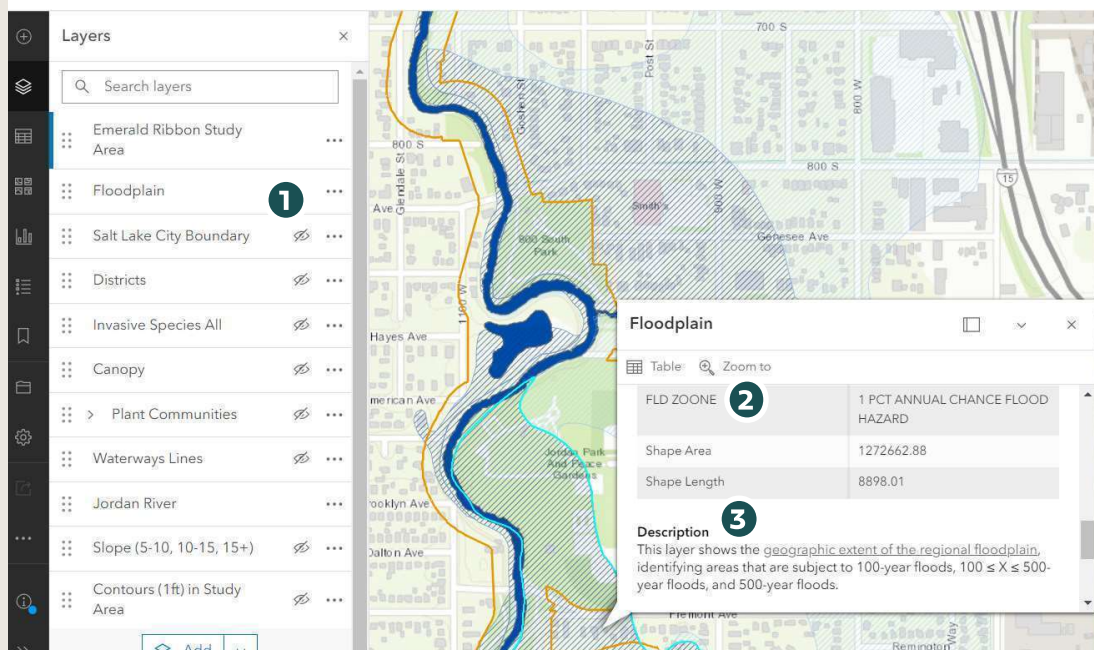 Layers
Search layers
Emerald Ribbon Study
Area
Floodplain
1
Salt Lake City Boundary
Districts
Invasive Species All
Canopy
Plant Communities
Waterways Lines
Jordan River
Slope (5-10, 10-15, 15+)
Contours (1ft) in Study
Area
Add
700 S
Post St
Goshen St
800 W
800 S
Glendale St
800 S
15
Ave
Smith's
900 W
800 South
Park
Genesee Ave
1100 W
Hayes Ave
merican Ave
Jordan Park
And Peace
Gardens
rooklyn Ave
Dalton Ave
Fremont Ave
Remington
Way
Floodplain
Table
Zoom to
FLD ZOONE
2
1 PCT ANNUAL CHANCE FLOOD
HAZARD
Shape Area
1272662.88
Shape Length
8898.01
3
Description
This layer shows the geographic extent of the regional floodplain,
identifying areas that are subject to 100-year floods, 100 ≤ X ≤ 500-
year floods, and 500-year floods.